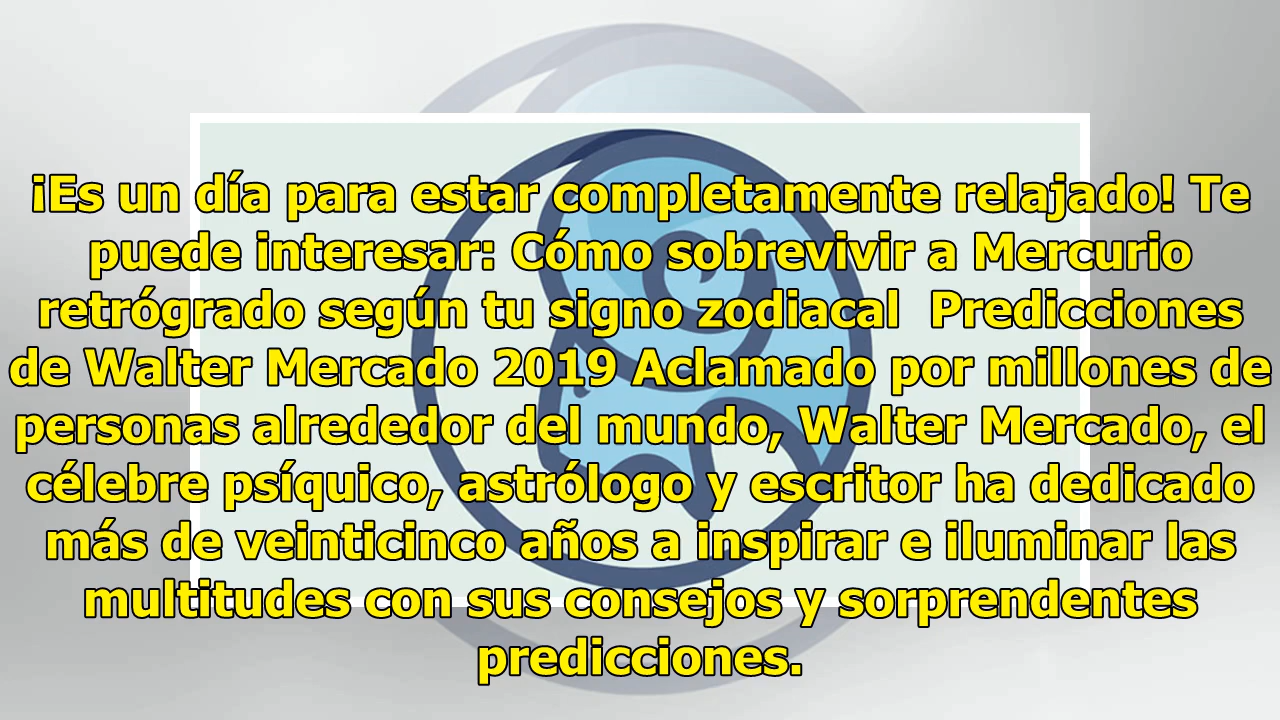 ¡Es un día para estar completamente relajado! Te
puede interesar: Cómo sobrevivir a Mercurio
retrógrado según tu signo zodiacal  Predicciones
de Walter Mercado 2019 Aclamado por millones de
personas alrededor del mundo, Walter Mercado, el
célebre psíquico, astrólogo y escritor ha dedicado
más de veinticinco años a inspirar e iluminar las
multitudes con sus consejos y sorprendentes
predicciones.